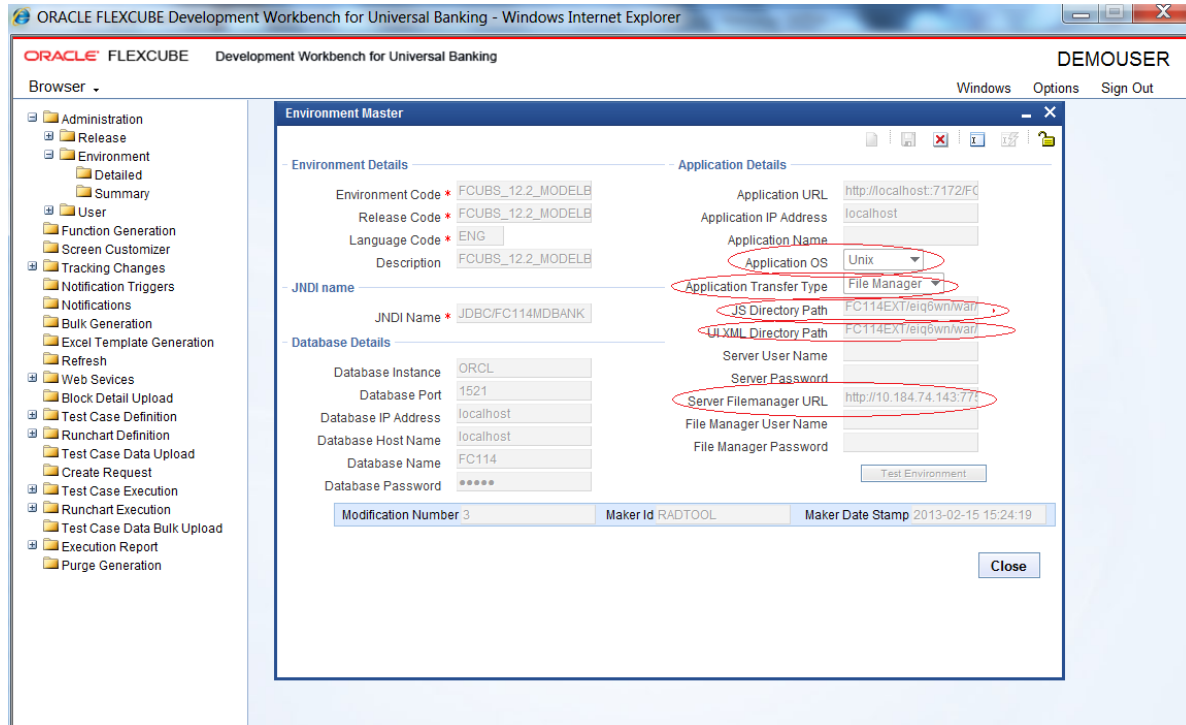 ORACLE FLEXCUBE Development Workbench for Universal Banking - Windows Internet Explorer
ORACLE FLEXCUBE Development Workbench for Universal Banking
DEMOUSER
Browser
Windows Options Sign Out
Administration
Release
Environment
Detailed
Summary
User
Function Generation
Screen Customizer
Tracking Changes
Notification Triggers
Notifications
Bulk Generation
Excel Template Generation
Refresh
Web Sevices
Block Detail Upload
Test Case Definition
Runchart Definition
Test Case Data Upload
Create Request
Test Case Execution
Runchart Execution
Test Case Data Bulk Upload
Execution Report
Purge Generation
Environment Master
Environment Details
Environment Code * FCUBS_12.2_MODELB
Release Code * FCUBS_12.2_MODELB
Language Code * ENG
Description FCUBS_12.2_MODELB
JNDI name
JNDI Name * JDBC/FC114MDBANK
Database Details
Database Instance ORCL
Database Port 1521
Database IP Address localhost
Database Host Name localhost
Database Name FC114
Database Password •••••
Application Details
Application URL http://localhost::7172/FC
Application IP Address localhost
Application Name
Application OS Unix
Application Transfer Type File Manager
JS Directory Path FC114EXT/eiq6wn/war/
UI XML Directory Path FC114EXT/eiq6wn/war/
Server User Name
Server Password
Server Filemanager URL http://10.184.74.143:775
File Manager User Name
File Manager Password
Test Environment
Modification Number 3 Maker Id RADTOOL Maker Date Stamp 2013-02-15 15:24:19
Close